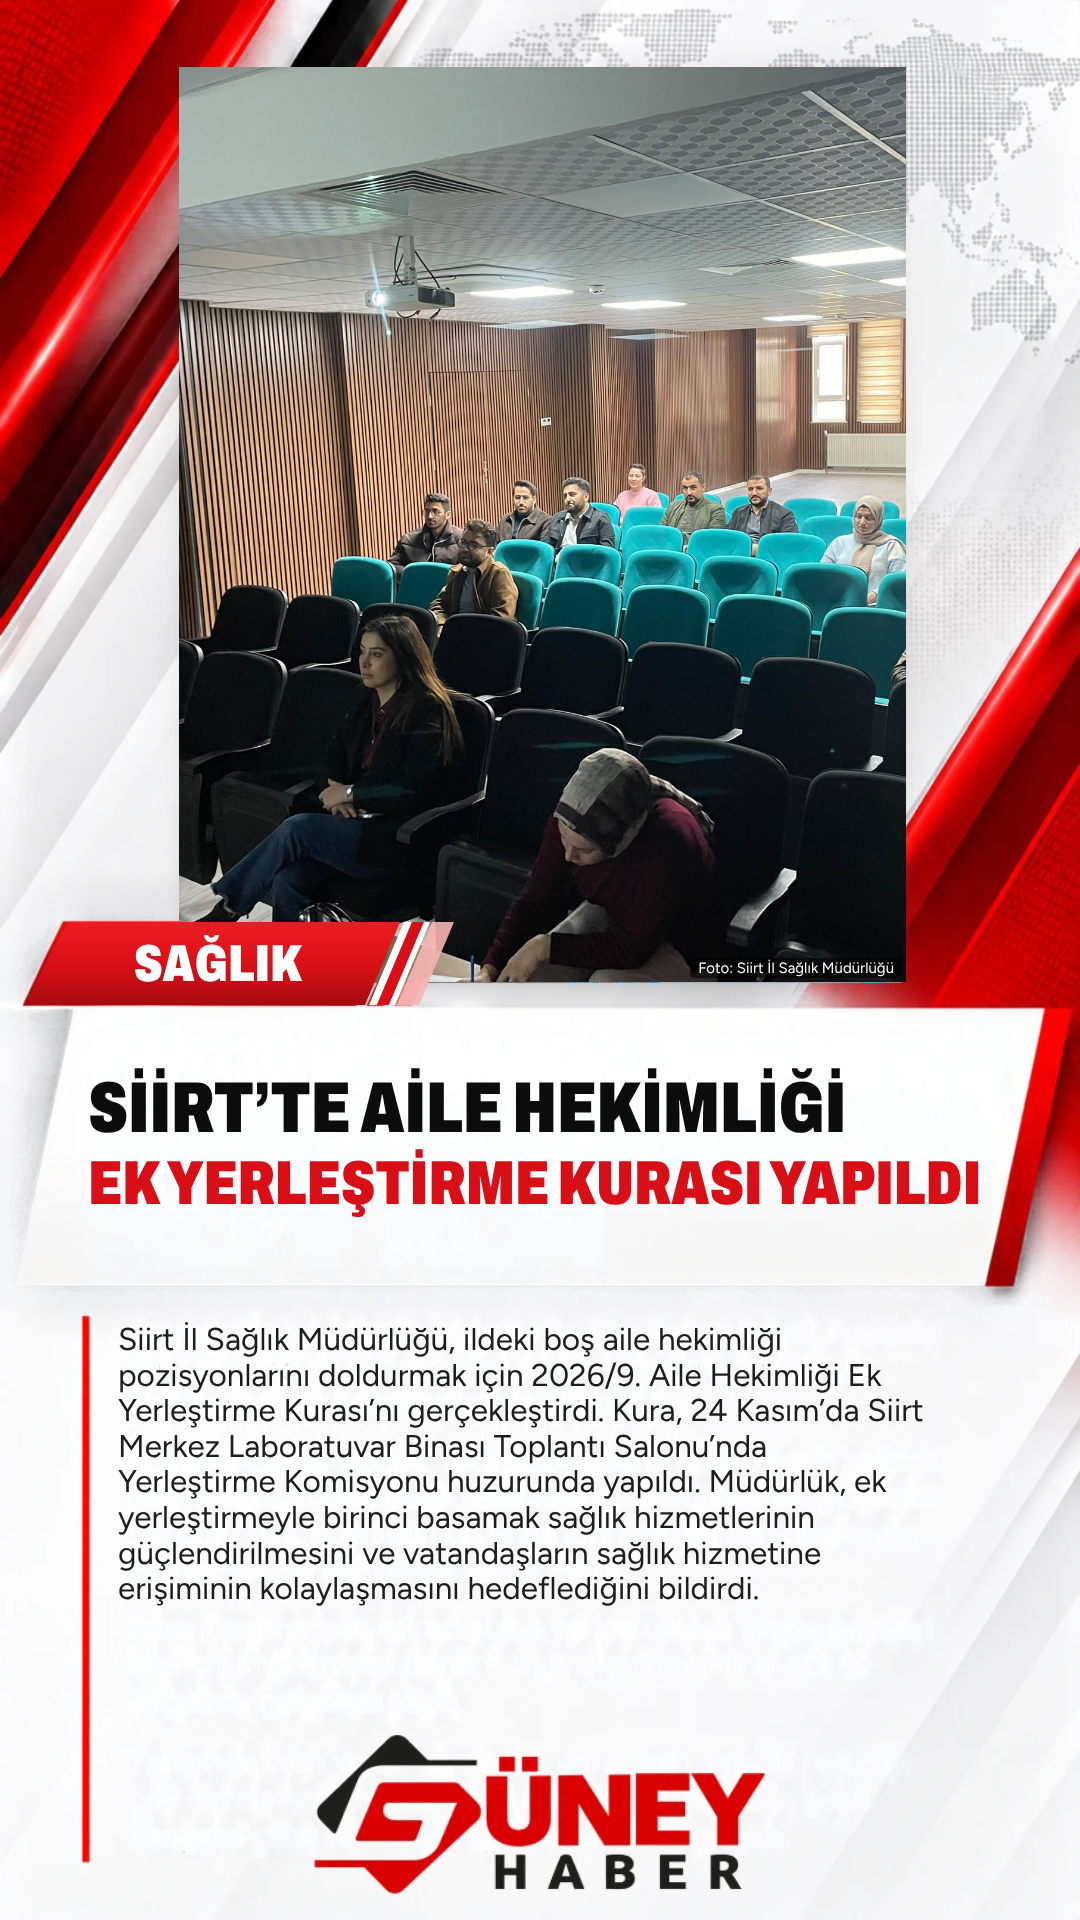 Foto: Siirt İl Sağlık Müdürlüğü
SAĞLIK
SİİRT’TE AİLE HEKİMLİĞİ
EK YERLEŞTİRME KURASI YAPILDI
Siirt İl Sağlık Müdürlüğü, ildeki boş aile hekimliği
pozisyonlarını doldurmak için 2026/9. Aile Hekimliği Ek
Yerleştirme Kurası’nı gerçekleştirdi. Kura, 24 Kasım’da Siirt
Merkez Laboratuvar Binası Toplantı Salonu’nda
Yerleştirme Komisyonu huzurunda yapıldı. Müdürlük, ek
yerleştirmeyle birinci basamak sağlık hizmetlerinin
güçlendirilmesini ve vatandaşların sağlık hizmetine
erişiminin kolaylaşmasını hedeflediğini bildirdi.
GÜNEY
HABER